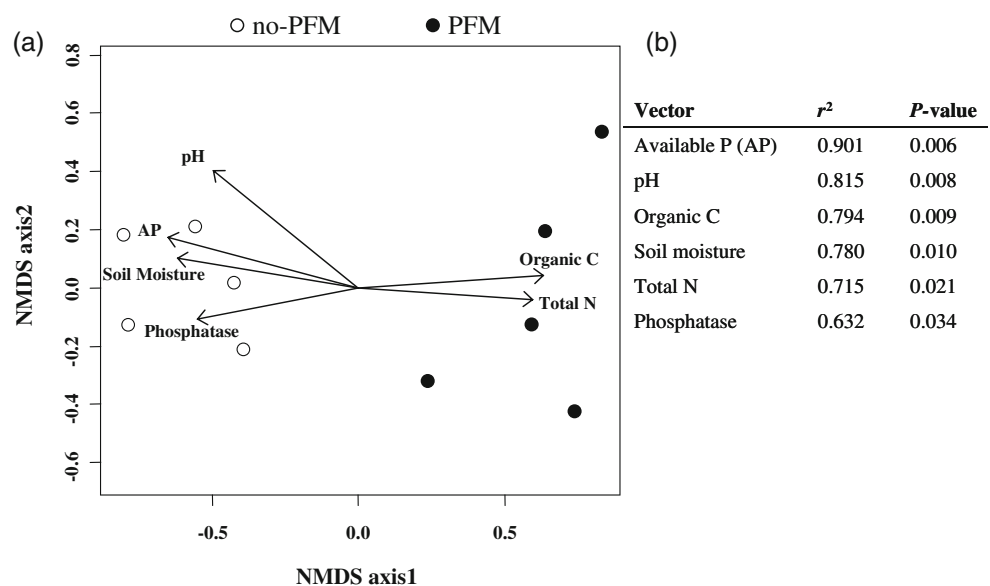 (a) no-PFM PFM (b)
0.8
0.6
0.4
0.2
0.0
-0.2
-0.4
-0.6
NMDS axis2
pH
AP
Soil Moisture
Phosphatase
Organic C
Total N
-0.5 0.0 0.5
NMDS axis1
Vector r² P-value
Available P (AP) 0.901 0.006
pH 0.815 0.008
Organic C 0.794 0.009
Soil moisture 0.780 0.010
Total N 0.715 0.021
Phosphatase 0.632 0.034